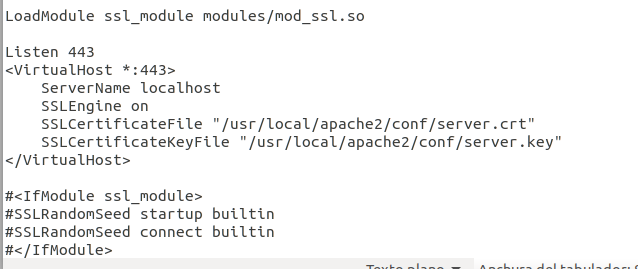 LoadModule ssl_module modules/mod_ssl.so
Listen 443
<VirtualHost *:443>
ServerName localhost
SSLEngine on
SSLCertificateFile "/usr/local/apache2/conf/server.crt"
SSLCertificateKeyFile "/usr/local/apache2/conf/server.key"
</VirtualHost>
#<IfModule ssl_module>
#SSLRandomSeed startup builtin
#SSLRandomSeed connect builtin
#</IfModule>
Texto plano ▼ Anchura del tabulador: